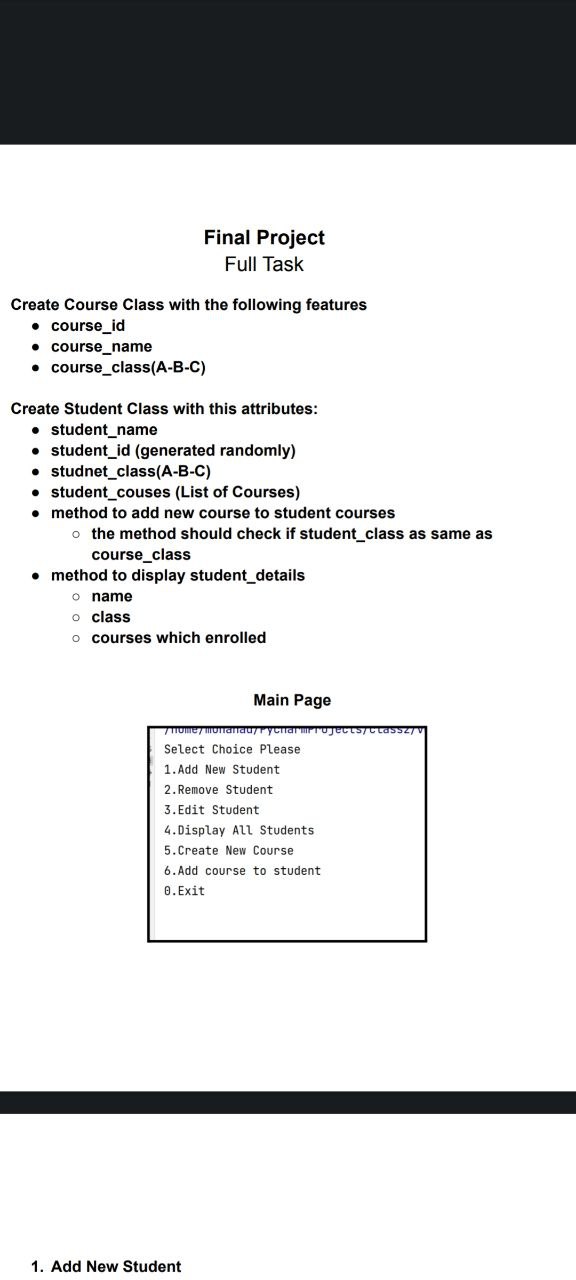 Final Project
Full Task
Create Course Class with the following features
course_id
course_name
course_class(A-B-C)
Create Student Class with this attributes:
student_name
student_id (generated randomly)
studnet_class(A-B-C)
student_couses (List of Courses)
method to add new course to student courses
the method should check if student_class as same as
course_class
method to display student_details
name
class
courses which enrolled
Main Page
/home/mohanad/PycharmProjects/class2/v
Select Choice Please
1.Add New Student
2.Remove Student
3.Edit Student
4.Display All Students
5.Create New Course
6.Add course to student
0.Exit
1. Add New Student